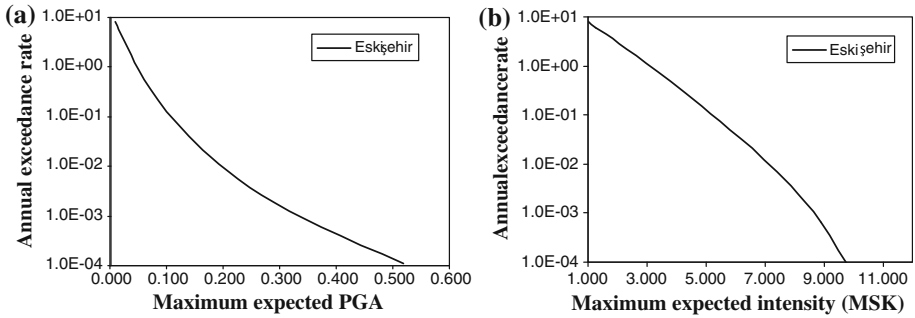 (a)
Annual exceedance rate
1.0E+01
1.0E+00
1.0E-01
1.0E-02
1.0E-03
1.0E-04
Eskişehir
0.000 0.100 0.200 0.300 0.400 0.500 0.600
Maximum expected PGA
(b)
Annualexceedancerate
1.0E+01
1.0E+00
1.0E-01
1.0E-02
1.0E-03
1.0E-04
Eskişehir
1.000 3.000 5.000 7.000 9.000 11.000
Maximum expected intensity (MSK)